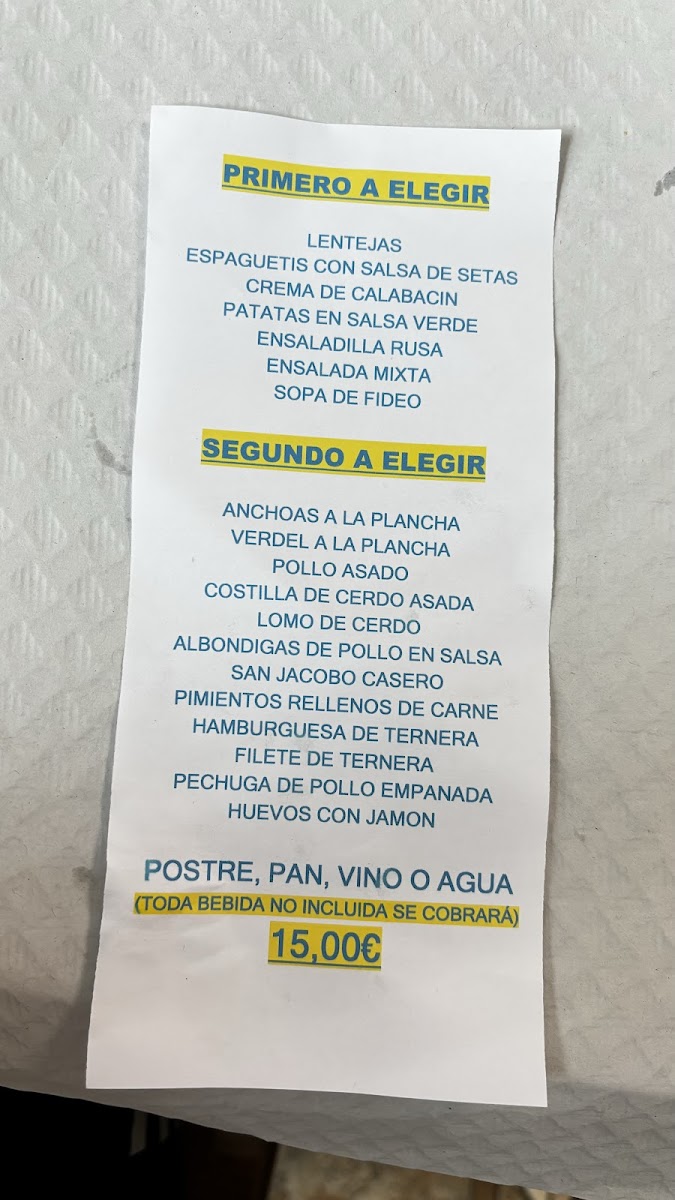 PRIMERO A ELEGIR
LENTEJAS
ESPAGUETIS CON SALSA DE SETAS
CREMA DE CALABACIN
PATATAS EN SALSA VERDE
ENSALADILLA RUSA
ENSALADA MIXTA
SOPA DE FIDEO
SEGUNDO A ELEGIR
ANCHOAS A LA PLANCHA
VERDEL A LA PLANCHA
POLLO ASADO
COSTILLA DE CERDO ASADA
LOMO DE CERDO
ALBONDIGAS DE POLLO EN SALSA
SAN JACOBO CASERO
PIMIENTOS RELLENOS DE CARNE
HAMBURGUESA DE TERNERA
FILETE DE TERNERA
PECHUGA DE POLLO EMPANADA
HUEVOS CON JAMON
POSTRE, PAN, VINO O AGUA
(TODA BEBIDA NO INCLUIDA SE COBRARÁ)
15,00€